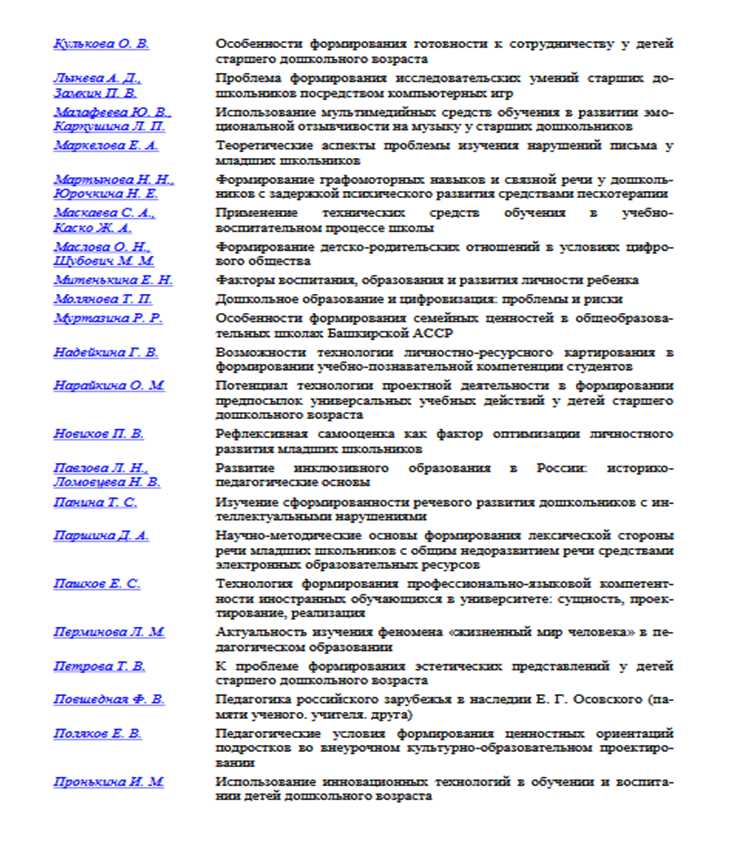 Кулькова О. В. Особенности формирования готовности к сотрудничеству у детей
старшего дошкольного возраста
Лынева А. Д., Проблема формирования исследовательских умений старших до-
Замкин П. В. школьников посредством компьютерных игр
Малафеева Ю. В., Использование мультимедийных средств обучения в развитии эмо-
Карпушина Л. П. циональной отзывчивости на музыку у старших дошкольников
Маркелова Е. А. Теоретические аспекты проблемы изучения нарушений письма у
младших школьников
Мартынова Н. Н., Формирование графомоторных навыков и связной речи у дошколь-
Юрочкина Н. Е. ников с задержкой психического развития средствами пескотерапии
Маскаева С. А., Применение технических средств обучения в учебно-
Каско Ж. А. воспитательном процессе школы
Маслова О. Н., Формирование детско-родительских отношений в условиях цифро-
Шубович М. М. вого общества
Митенькина Е. Н. Факторы воспитания, образования и развития личности ребенка
Молянова Т. П. Дошкольное образование и цифровизация: проблемы и риски
Муртазина Р. Р. Особенности формирования семейных ценностей в общеобразова-
тельных школах Башкирской АССР
Надейкина Г. В. Возможности технологии личностно-ресурсного картирования в
формировании учебно-познавательной компетенции студентов
Нарайкина О. М. Потенциал технологии проектной деятельности в формировании
предпосылок универсальных учебных действий у детей старшего
дошкольного возраста
Новиков П. В. Рефлексивная самооценка как фактор оптимизации личностного
развития младших школьников
Павлова Л. Н., Развитие инклюзивного образования в России: историко-
Ломовцева Н. В. педагогические основы
Панина Т. С. Изучение сформированности речевого развития дошкольников с ин-
теллектуальными нарушениями
Паршина Д. А. Научно-методические основы формирования лексической стороны
речи младших школьников с общим недоразвитием речи средствами
электронных образовательных ресурсов
Пашков Е. С. Технология формирования профессионально-языковой компетент-
ности иностранных обучающихся в университете: сущность, проек-
тирование, реализация
Перминова Л. М. Актуальность изучения феномена «жизненный мир человека» в пе-
дагогическом образовании
Петрова Т. В. К проблеме формирования эстетических представлений у детей
старшего дошкольного возраста
Повшедная Ф. В. Педагогика российского зарубежья в наследии Е. Г. Осовского (па-
мяти ученого. учителя. друга)
Поляков Е. В. Педагогические условия формирования ценностных ориентаций
подростков во внеурочном культурно-образовательном проектиро-
вании
Пронькина И. М. Использование инновационных технологий в обучении и воспита-
нии детей дошкольного возраста